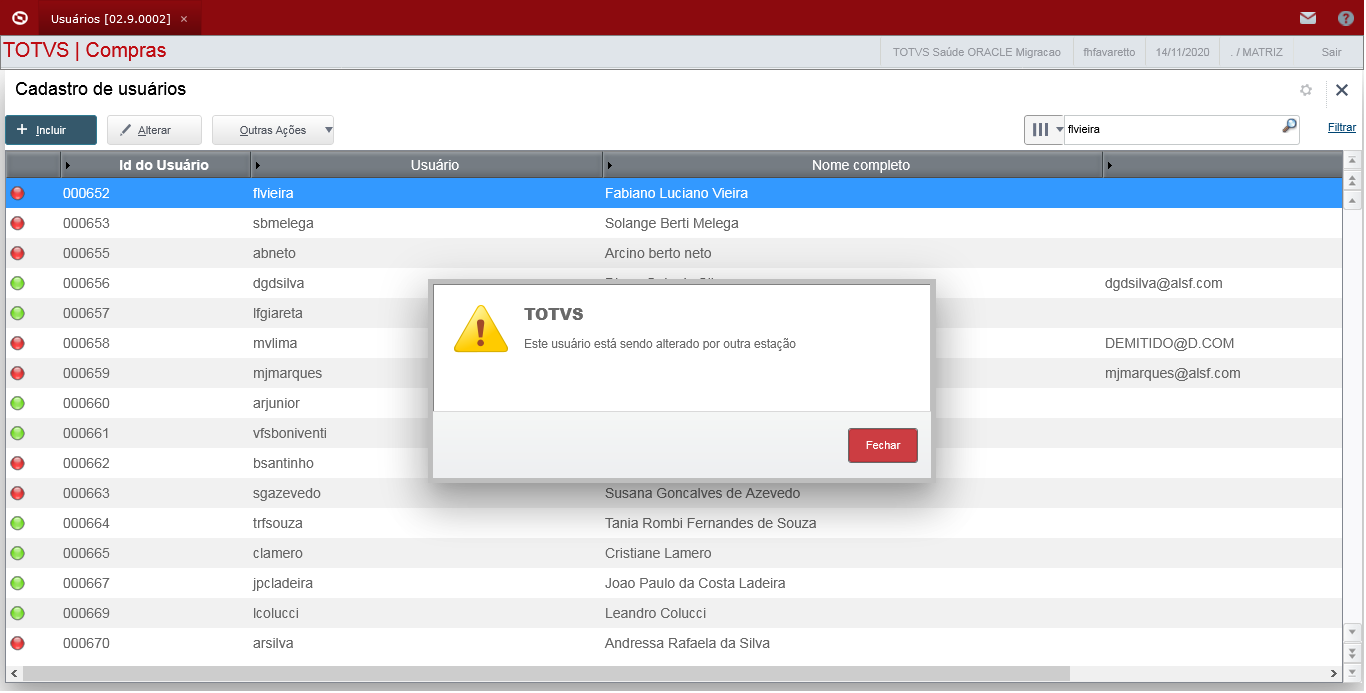 Usuários [02.9.0002] ×
TOTVS | Compras
TOTVS Saúde ORACLE Migracao fhfavaretto 14/11/2020 . / MATRIZ Sair
Cadastro de usuários
+ Incluir Alterar Outras Ações flvieira Filtrar
Id do Usuário Usuário Nome completo
000652 flvieira Fabiano Luciano Vieira
000653 sbmelega Solange Berti Melega
000655 abneto Arcino berto neto
000656 dgdsilva dgdsilva@alsf.com
000657 lfgiareta
000658 mvlima DEMITIDO@D.COM
000659 mjmarques mjmarques@alsf.com
000660 arjunior
000661 vfsboniventi
000662 bsantinho
000663 sgazevedo Susana Goncalves de Azevedo
000664 trfsouza Tania Rombi Fernandes de Souza
000665 clamero Cristiane Lamero
000667 jpcladeira Joao Paulo da Costa Ladeira
000669 lcolucci Leandro Colucci
000670 arsilva Andressa Rafaela da Silva
TOTVS
Este usuário está sendo alterado por outra estação
Fechar